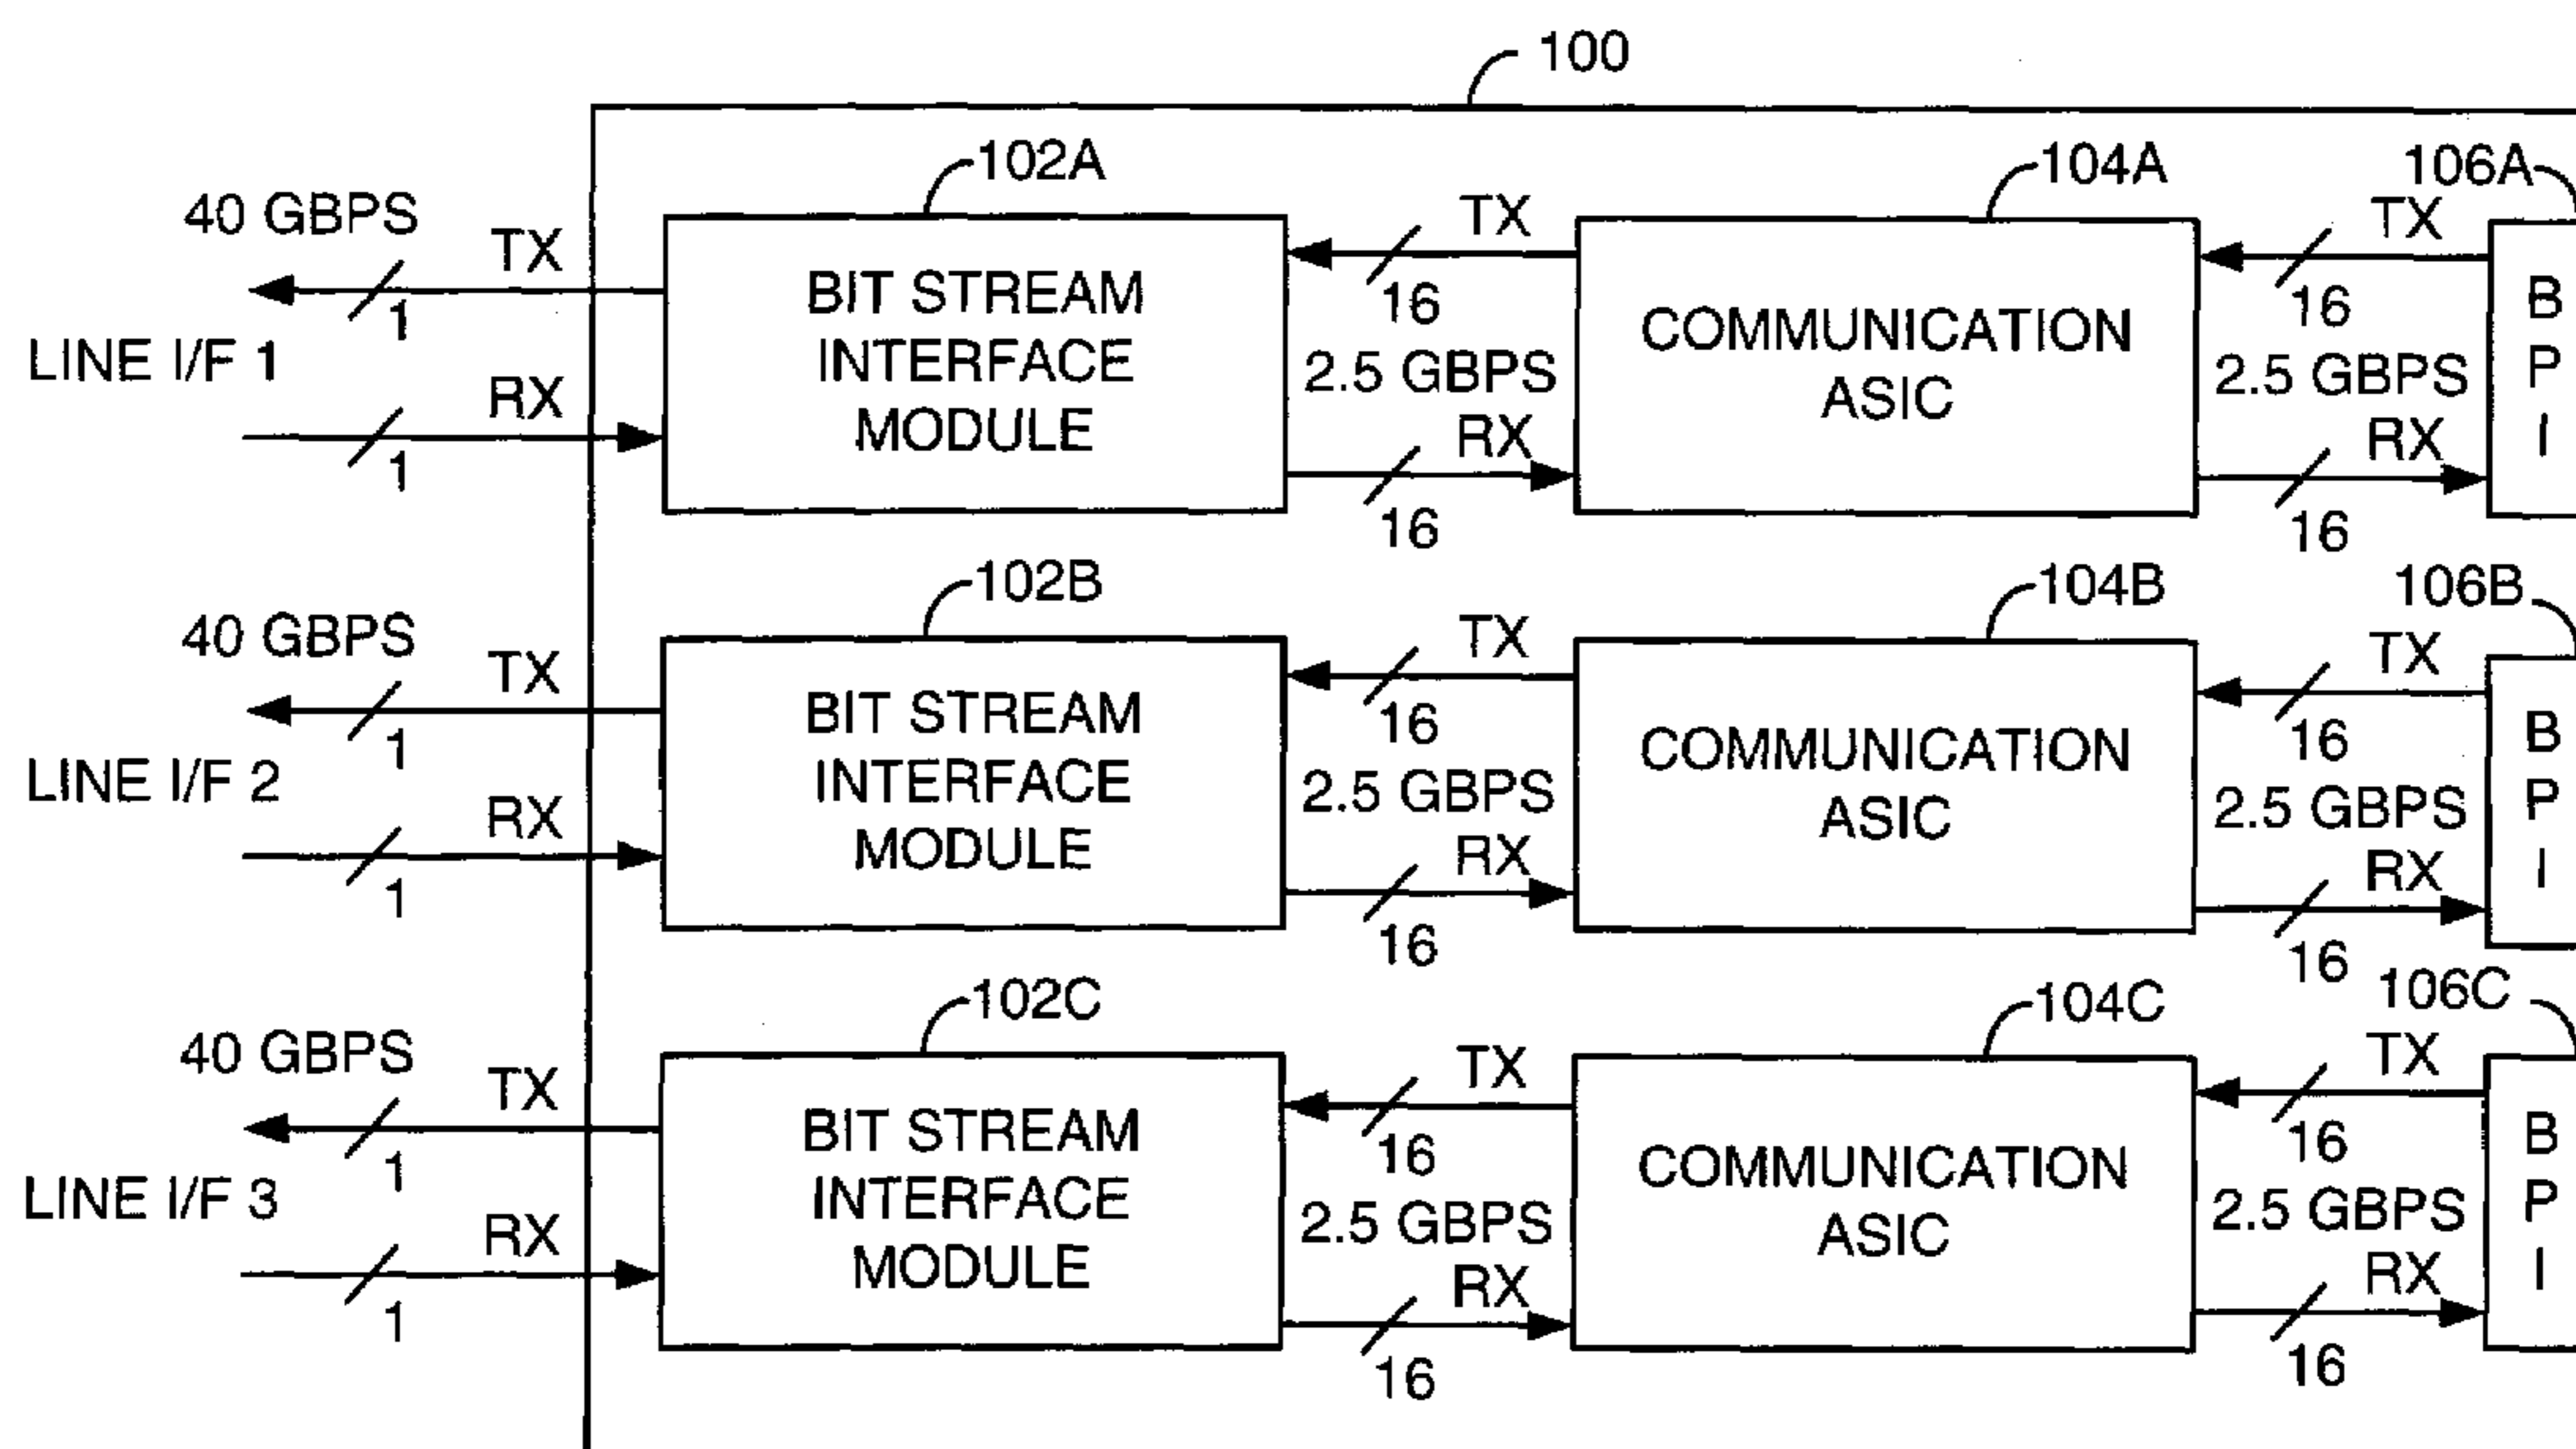 100
102A
104A
106A
40 GBPS
TX
TX
TX
1
16
16
BIT STREAM
INTERFACE
MODULE
COMMUNICATION
ASIC
B
P
I
LINE I/F 1
2.5 GBPS
2.5 GBPS
RX
RX
RX
1
16
16
102B
104B
106B
40 GBPS
TX
TX
TX
1
16
16
BIT STREAM
INTERFACE
MODULE
COMMUNICATION
ASIC
B
P
I
LINE I/F 2
2.5 GBPS
2.5 GBPS
RX
RX
RX
1
16
16
102C
104C
106C
40 GBPS
TX
TX
TX
1
16
16
BIT STREAM
INTERFACE
MODULE
COMMUNICATION
ASIC
B
P
I
LINE I/F 3
2.5 GBPS
2.5 GBPS
RX
RX
RX
1
16
16